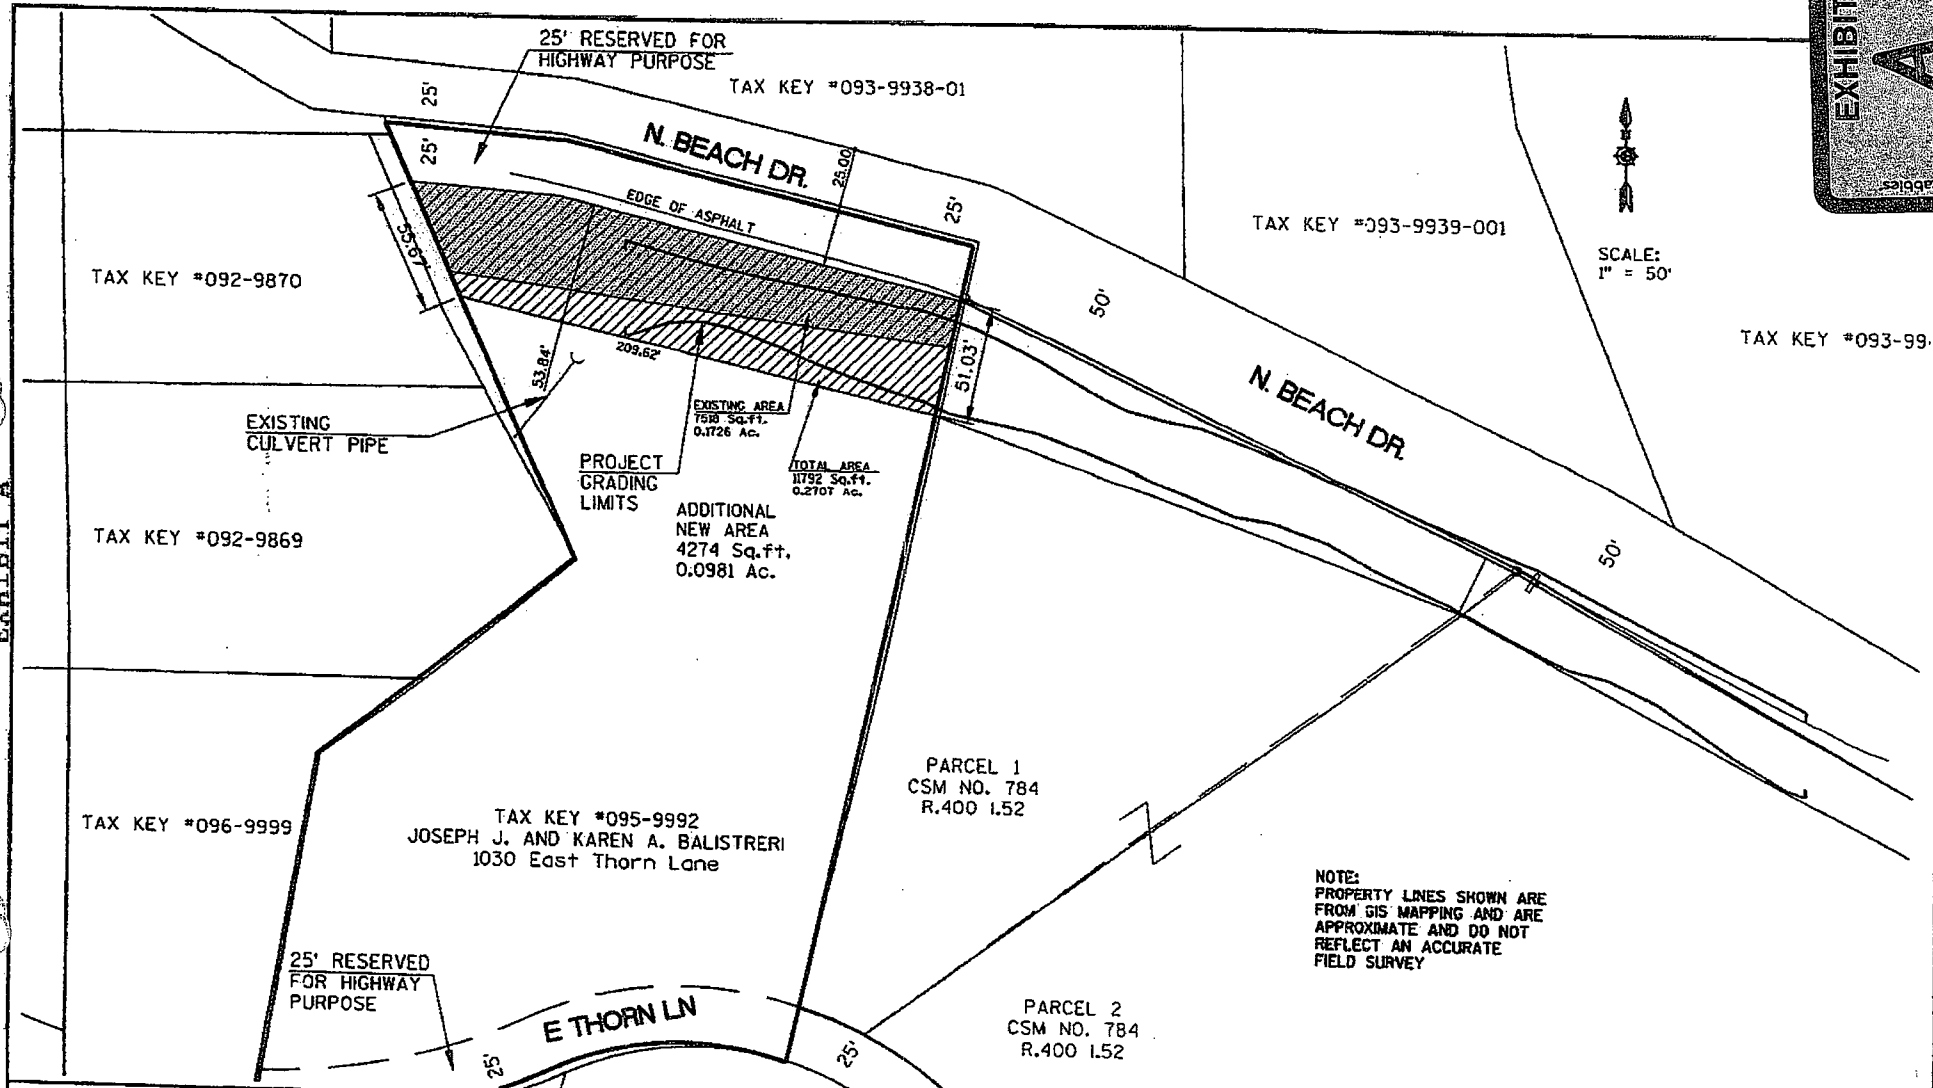 EXHIBIT
A
25' RESERVED FOR
HIGHWAY PURPOSE
TAX KEY #093-9938-01
25'
25'
N. BEACH DR.
25.00
25'
EDGE OF ASPHALT
TAX KEY #093-9939-001
SCALE:
1" = 50'
TAX KEY #092-9870
55.67'
50'
TAX KEY #093-99
53.84'
209.62'
51.03'
N. BEACH DR.
EXISTING
CULVERT PIPE
EXISTING AREA
7518 Sq.ft.
0.1726 Ac.
PROJECT
GRADING
LIMITS
TOTAL AREA
11792 Sq.ft.
0.2707 Ac.
ADDITIONAL
NEW AREA
4274 Sq.ft.
0.0981 Ac.
TAX KEY #092-9869
50'
EXHIBIT A
PARCEL 1
CSM NO. 784
R.400 I.52
TAX KEY #096-9999
TAX KEY #095-9992
JOSEPH J. AND KAREN A. BALISTRERI
1030 East Thorn Lane
NOTE:
PROPERTY LINES SHOWN ARE
FROM GIS MAPPING AND ARE
APPROXIMATE AND DO NOT
REFLECT AN ACCURATE
FIELD SURVEY
25' RESERVED
FOR HIGHWAY
PURPOSE
E THORN LN
25'
25'
PARCEL 2
CSM NO. 784
R.400 I.52